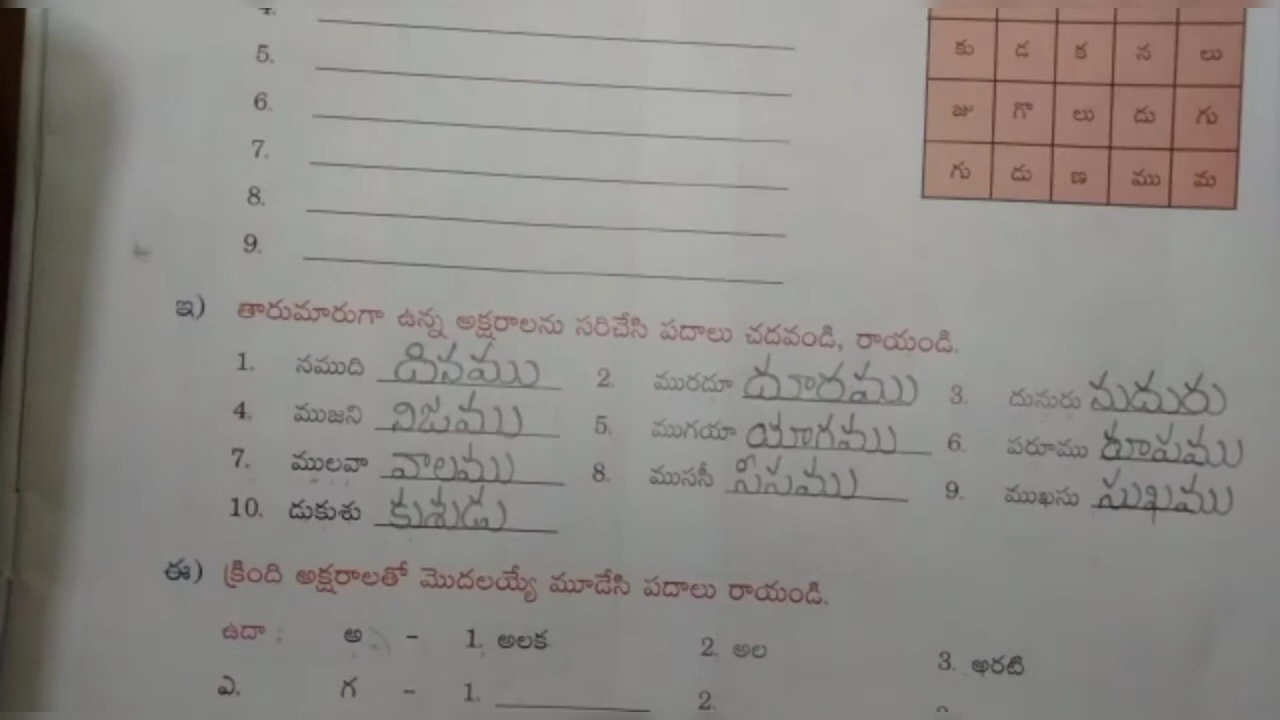 4.
5.
6.
7.
8.
9.
కు డ క న లు
జు గొ లు దు గు
గు దు ణ ము మ
ఇ) తారుమారుగా ఉన్న అక్షరాలను సరిచేసి పదాలు చదవండి, రాయండి.
1. నముది దినము 2. మురదూ దూరము 3. దునురు నుదురు
4. ముజని నిజము 5. ముగయా యాగము 6. పరూము రూపము
7. ములవా వాలము 8. ముససీ సీసము 9. ముఖసు సుఖము
10. డుకుశు కుశుడు
ఈ) క్రింది అక్షరాలతో మొదలయ్యే మూడేసి పదాలు రాయండి.
ఉదా : అ - 1. అలక 2. అల 3. అరటి
ఎ. గ - 1. 2.